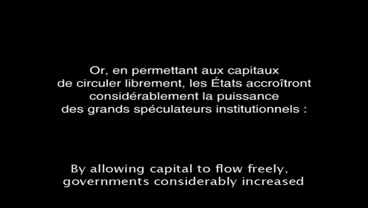 Or, en permettant aux capitaux
de circuler librement, les États accroîtront
considérablement la puissance
des grands spéculateurs institutionnels :
By allowing capital to flow freely,
governments considerably increased